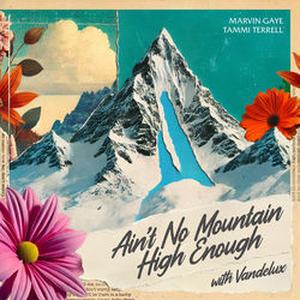 MARVIN GAYE
TAMMI TERRELL
Ain't No Mountain
High Enough
with Vandelux